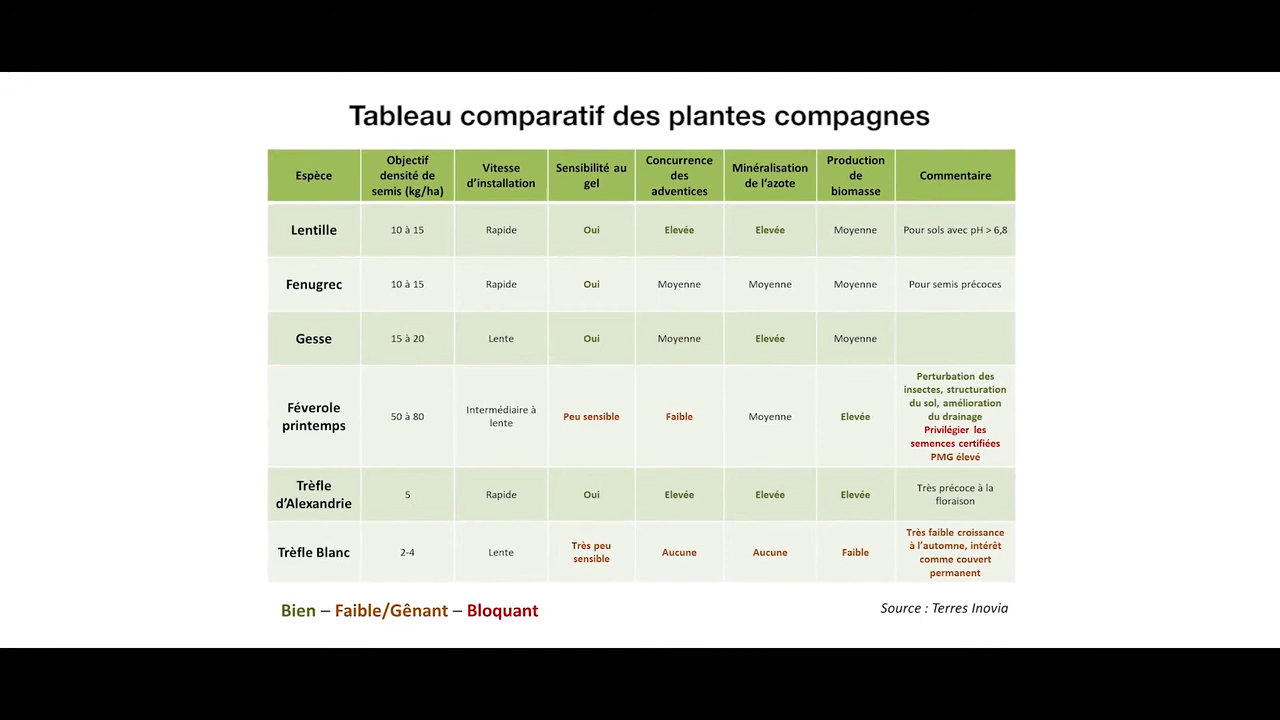 Tableau comparatif des plantes compagnes
Espèce
Objectif
densité de
semis (kg/ha)
Vitesse
d’installation
Sensibilité au
gel
Concurrence
des
adventices
Minéralisation
de l’azote
Production
de
biomasse
Commentaire
Lentille
10 à 15
Rapide
Oui
Elevée
Elevée
Moyenne
Pour sols avec pH > 6,8
Fenugrec
10 à 15
Rapide
Oui
Moyenne
Moyenne
Moyenne
Pour semis précoces
Gesse
15 à 20
Lente
Oui
Moyenne
Elevée
Moyenne
Féverole
printemps
50 à 80
Intermédiaire à
lente
Peu sensible
Faible
Moyenne
Elevée
Perturbation des
insectes, structuration
du sol, amélioration
du drainage
Privilégier les
semences certifiées
PMG élevé
Trèfle
d’Alexandrie
5
Rapide
Oui
Elevée
Elevée
Elevée
Très précoce à la
floraison
Trèfle Blanc
2-4
Lente
Très peu
sensible
Aucune
Aucune
Faible
Très faible croissance
à l’automne, intérêt
comme couvert
permanent
Bien – Faible/Gênant – Bloquant
Source : Terres Inovia